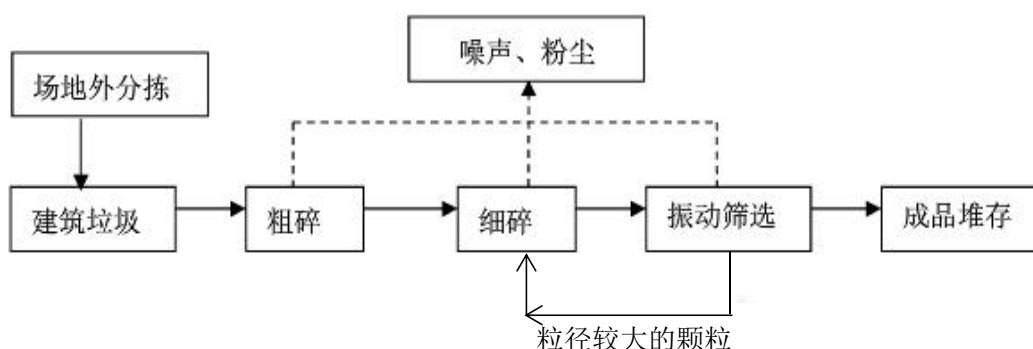 噪声、粉尘
场地外分拣
建筑垃圾
粗碎
细碎
振动筛选
成品堆存
粒径较大的颗粒